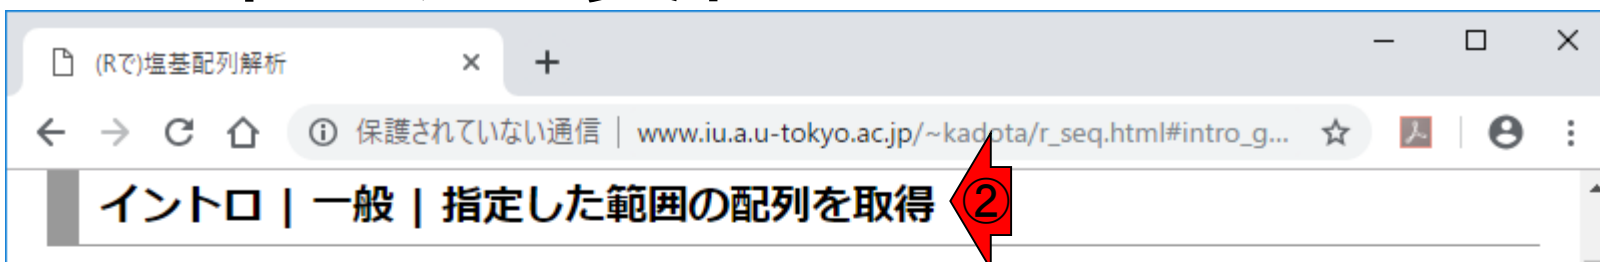 (Rで)塩基配列解析
保護されていない通信 | www.iu.a.u-tokyo.ac.jp/~kadota/r_seq.html#intro_g...
イントロ | 一般 | 指定した範囲の配列を取得 ②